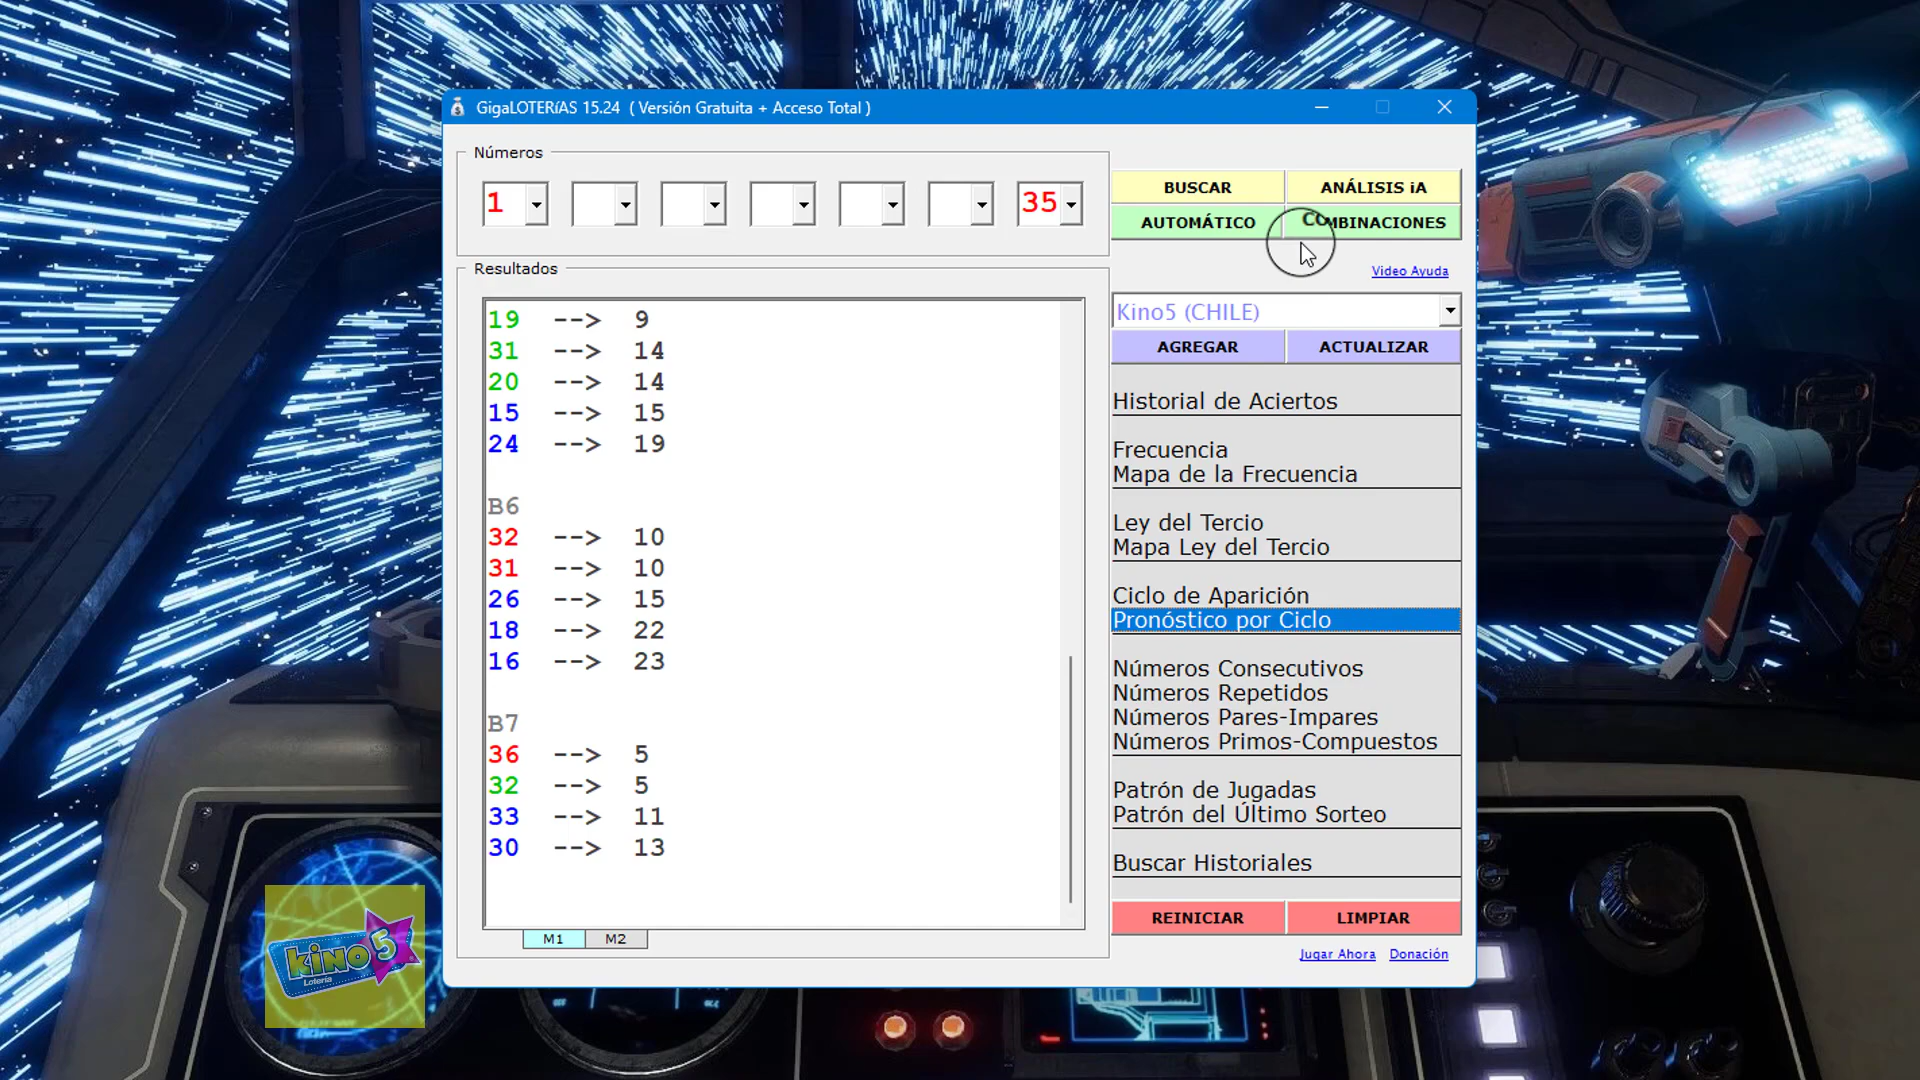 GigaLOTERíAS 15.24 ( Versión Gratuita + Acceso Total )
Números
1 35
BUSCAR ANÁLISIS iA
AUTOMÁTICO COMBINACIONES
Video Ayuda
Resultados
19 --> 9
31 --> 14
20 --> 14
15 --> 15
24 --> 19
B6
32 --> 10
31 --> 10
26 --> 15
18 --> 22
16 --> 23
B7
36 --> 5
32 --> 5
33 --> 11
30 --> 13
M1 M2
Kino5 (CHILE)
AGREGAR ACTUALIZAR
Historial de Aciertos
Frecuencia
Mapa de la Frecuencia
Ley del Tercio
Mapa Ley del Tercio
Ciclo de Aparición
Pronóstico por Ciclo
Números Consecutivos
Números Repetidos
Números Pares-Impares
Números Primos-Compuestos
Patrón de Jugadas
Patrón del Último Sorteo
Buscar Historiales
REINICIAR LIMPIAR
Jugar Ahora Donación
kino 5
Loteria